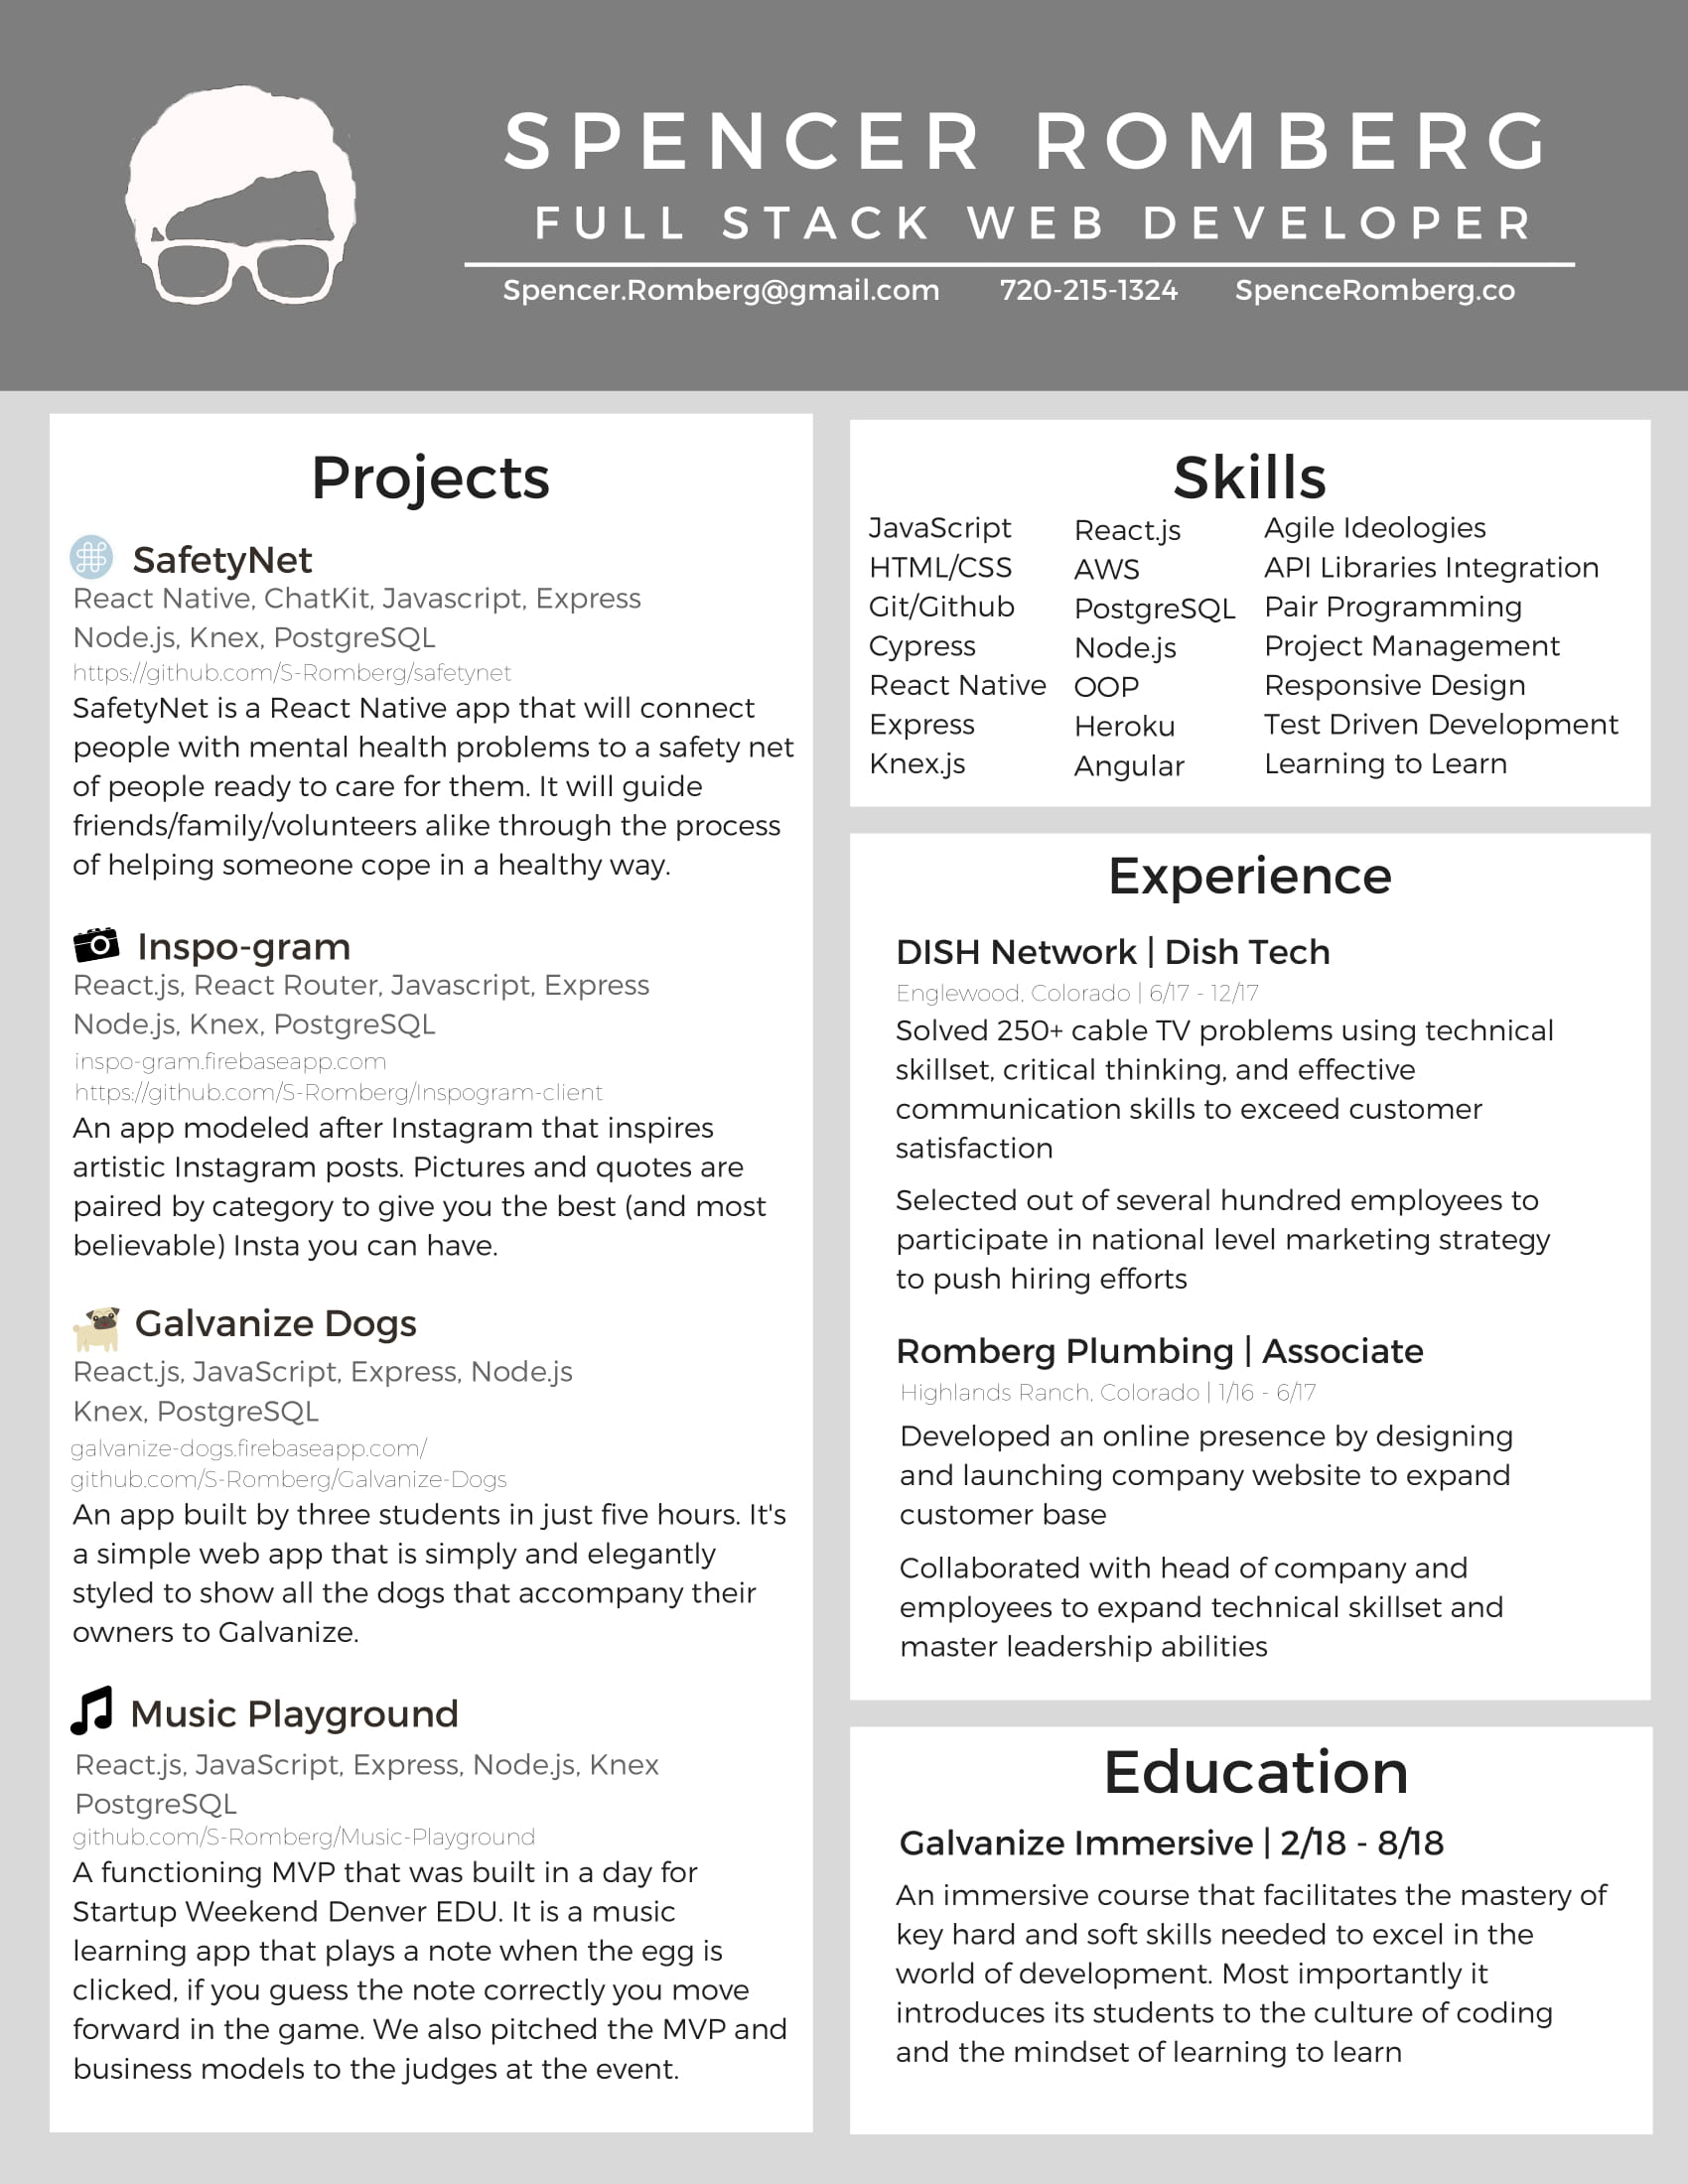 SPENCER ROMBERG
FULL STACK WEB DEVELOPER
Spencer.Romberg@gmail.com 720-215-1324 SpenceRomberg.co
Projects
SafetyNet
React Native, ChatKit, Javascript, Express
Node.js, Knex, PostgreSQL
https://github.com/S-Romberg/safetynet
SafetyNet is a React Native app that will connect
people with mental health problems to a safety net
of people ready to care for them. It will guide
friends/family/volunteers alike through the process
of helping someone cope in a healthy way.
Inspo-gram
React.js, React Router, Javascript, Express
Node.js, Knex, PostgreSQL
inspo-gram.firebaseapp.com
https://github.com/S-Romberg/Inspogram-client
An app modeled after Instagram that inspires
artistic Instagram posts. Pictures and quotes are
paired by category to give you the best (and most
believable) Insta you can have.
Galvanize Dogs
React.js, JavaScript, Express, Node.js
Knex, PostgreSQL
galvanize-dogs.firebaseapp.com/
github.com/S-Romberg/Galvanize-Dogs
An app built by three students in just five hours. It's
a simple web app that is simply and elegantly
styled to show all the dogs that accompany their
owners to Galvanize.
Music Playground
React.js, JavaScript, Express, Node.js, Knex
PostgreSQL
github.com/S-Romberg/Music-Playground
A functioning MVP that was built in a day for
Startup Weekend Denver EDU. It is a music
learning app that plays a note when the egg is
clicked, if you guess the note correctly you move
forward in the game. We also pitched the MVP and
business models to the judges at the event.
Skills
JavaScript
HTML/CSS
Git/Github
Cypress
React Native
Express
Knex.js
React.js
AWS
PostgreSQL
Node.js
OOP
Heroku
Angular
Agile Ideologies
API Libraries Integration
Pair Programming
Project Management
Responsive Design
Test Driven Development
Learning to Learn
Experience
DISH Network | Dish Tech
Englewood, Colorado | 6/17 - 12/17
Solved 250+ cable TV problems using technical
skillset, critical thinking, and effective
communication skills to exceed customer
satisfaction
Selected out of several hundred employees to
participate in national level marketing strategy
to push hiring efforts
Romberg Plumbing | Associate
Highlands Ranch, Colorado | 1/16 - 6/17
Developed an online presence by designing
and launching company website to expand
customer base
Collaborated with head of company and
employees to expand technical skillset and
master leadership abilities
Education
Galvanize Immersive | 2/18 - 8/18
An immersive course that facilitates the mastery of
key hard and soft skills needed to excel in the
world of development. Most importantly it
introduces its students to the culture of coding
and the mindset of learning to learn